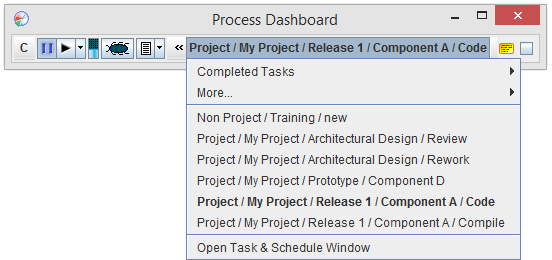 Process Dashboard
C « Project / My Project / Release 1 / Component A / Code
Completed Tasks
More...
Non Project / Training / new
Project / My Project / Architectural Design / Review
Project / My Project / Architectural Design / Rework
Project / My Project / Prototype / Component D
Project / My Project / Release 1 / Component A / Code
Project / My Project / Release 1 / Component A / Compile
Open Task & Schedule Window